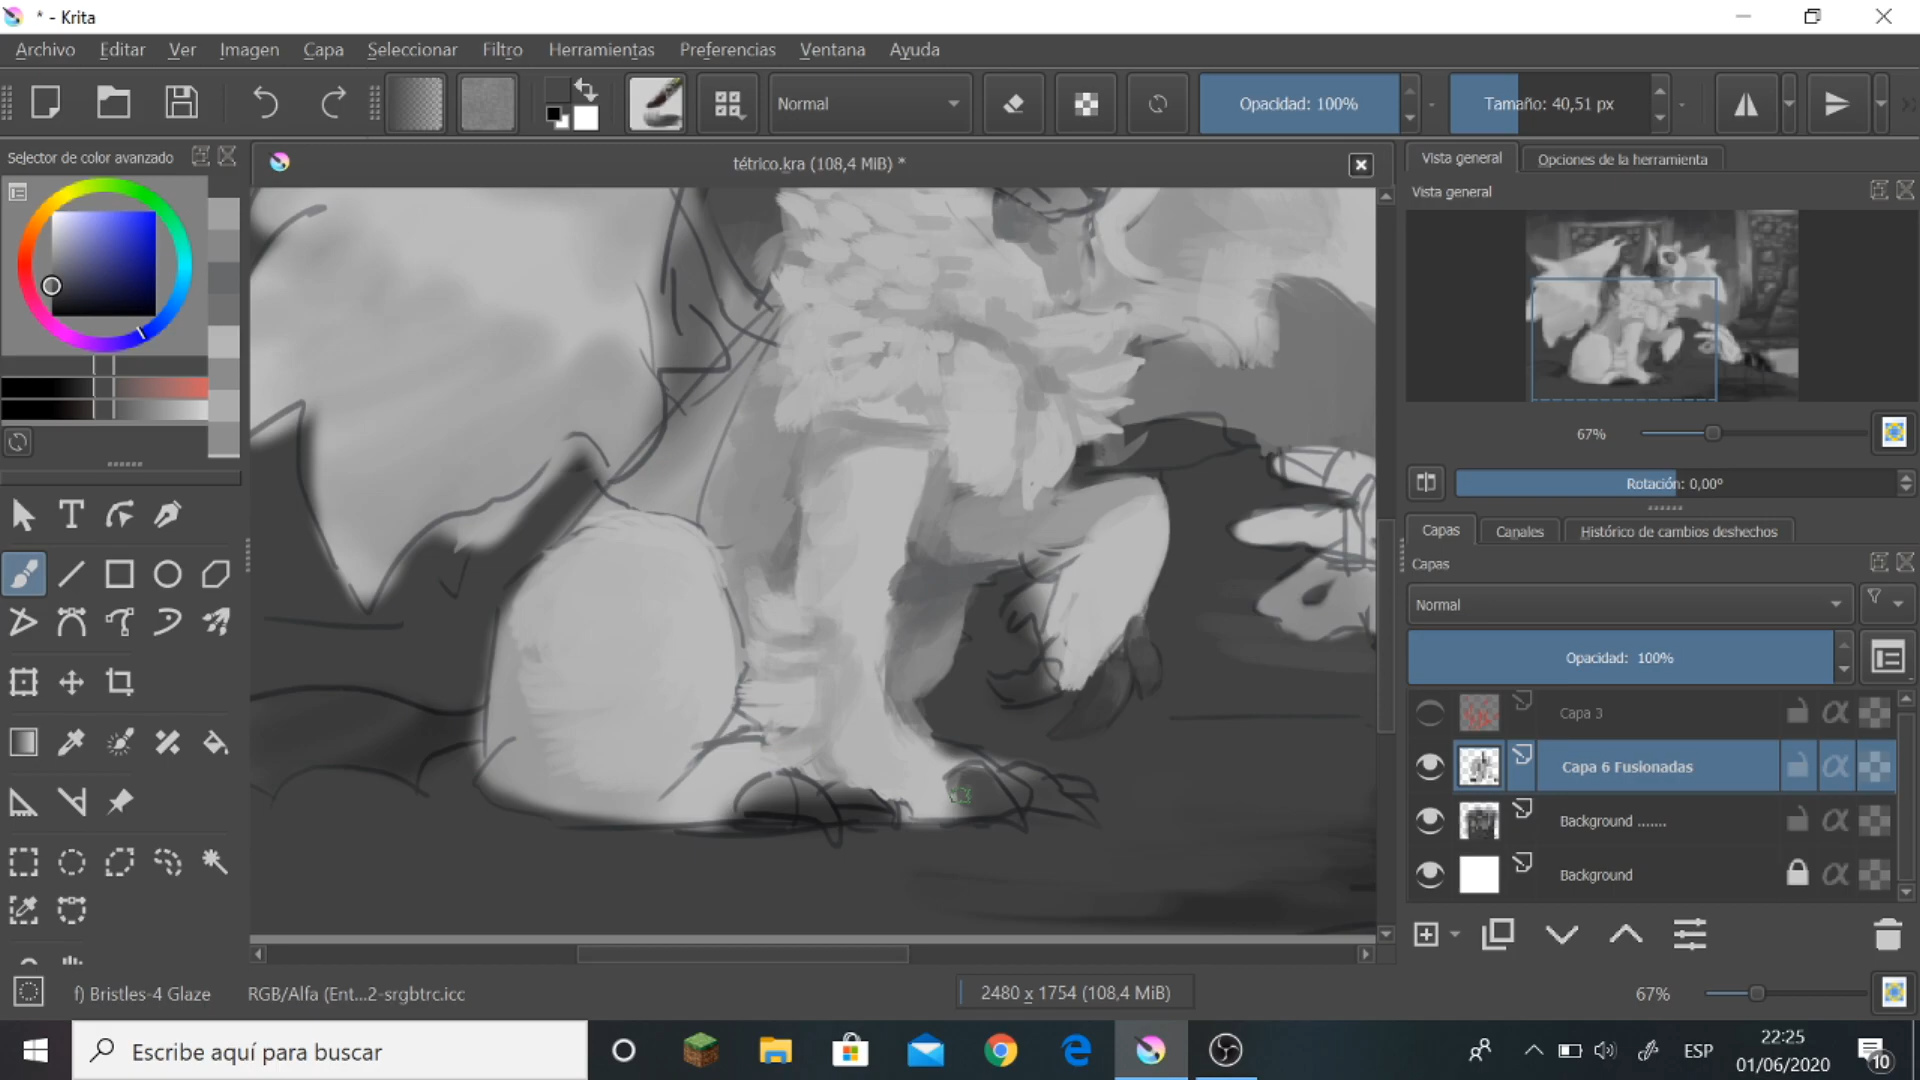 * - Krita
Archivo Editar Ver Imagen Capa Seleccionar Filtro Herramientas Preferencias Ventana Ayuda
Normal Opacidad: 100% Tamaño: 40,51 px
Selector de color avanzado
tétrico.kra (108,4 MiB) *
Vista general Opciones de la herramienta
Vista general
67%
Rotación: 0,00°
Capas Canales Histórico de cambios deshechos
Capas
Normal
Opacidad: 100%
Capa 3
Capa 6 Fusionadas
Background .......
Background
f) Bristles-4 Glaze RGB/Alfa (Ent...2-srgbtrc.icc 2480 x 1754 (108,4 MiB) 67%
Escribe aquí para buscar
ESP
22:25
01/06/2020
10